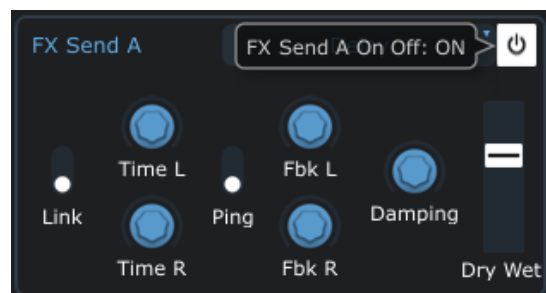 FX Send A
FX Send A On Off: ON
Time L
Fbk L
Link
Ping
Damping
Time R
Fbk R
Dry Wet